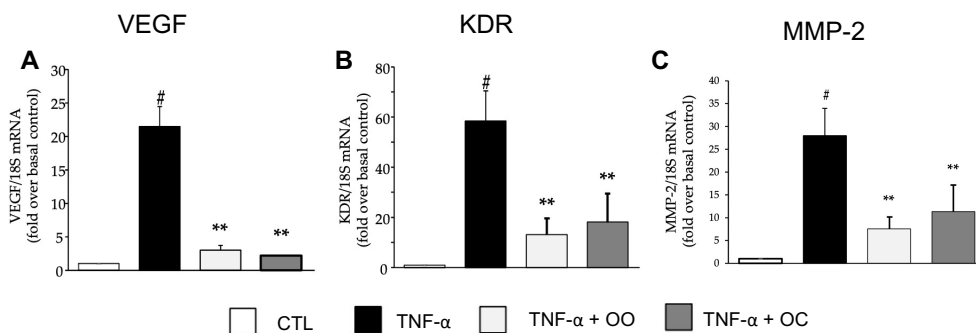 VEGF
KDR
MMP-2
A
B
C
VEGF/18S mRNA
(fold over basal control)
30
25
20
15
10
5
0
#
**
**
KDR/18S mRNA
(fold over basal control)
80
60
40
20
0
#
**
**
MMP-2/18S mRNA
(fold over basal control)
40
35
30
25
20
15
10
5
0
#
**
**
CTL
TNF-α
TNF-α + OO
TNF-α + OC